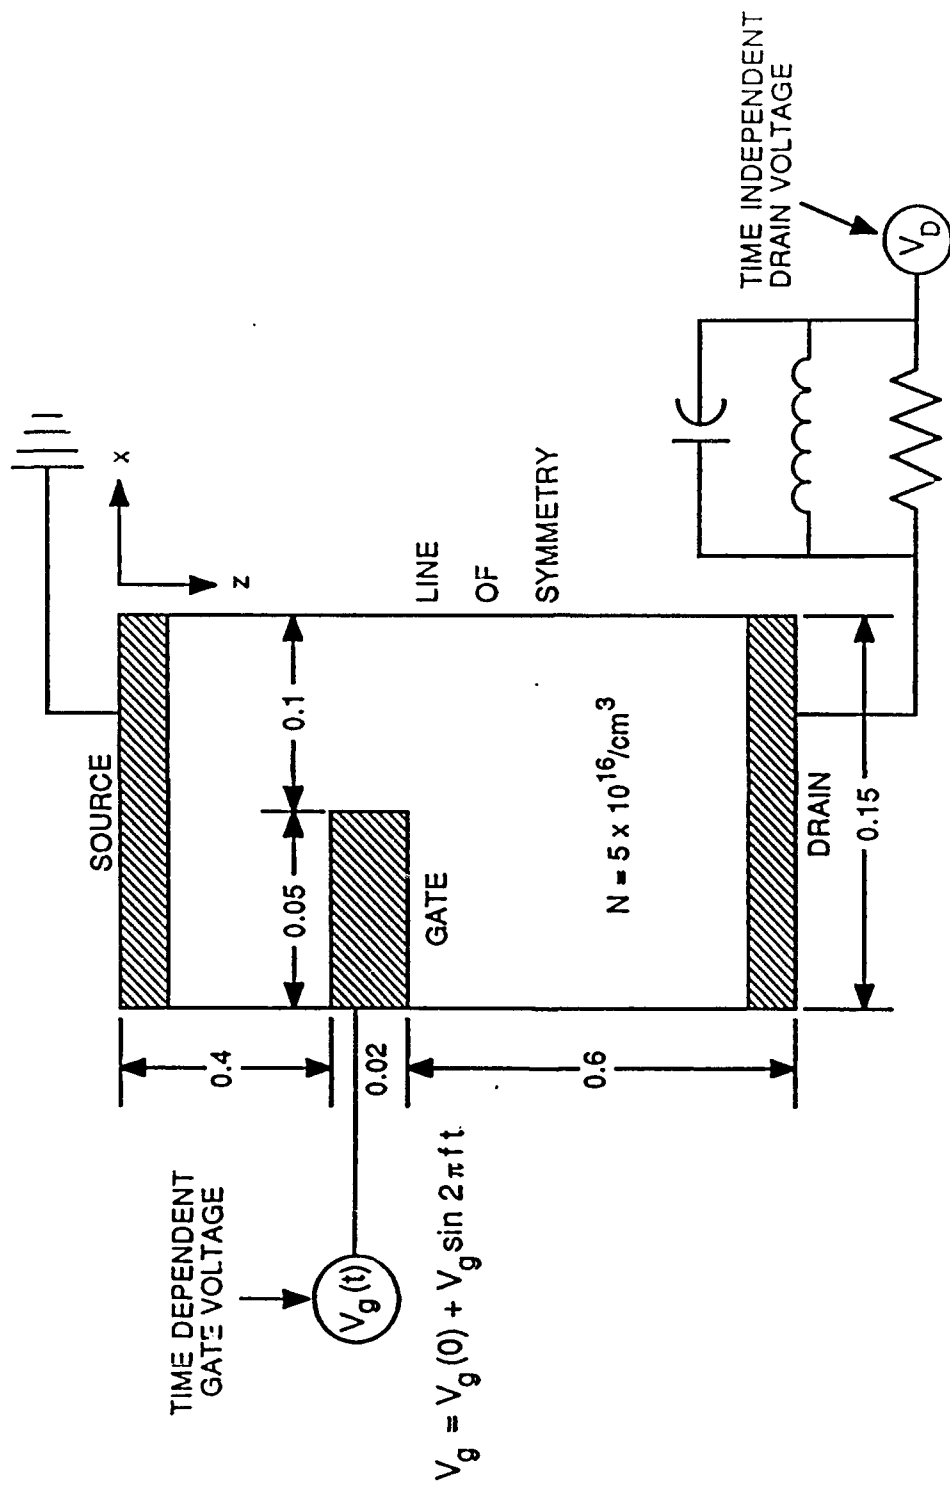 TIME INDEPENDENT
DRAIN VOLTAGE
V_D
x
z
LINE
OF
SYMMETRY
SOURCE
0.1
0.05
GATE
N = 5 x 10^16/cm^3
DRAIN
0.15
0.4
0.02
0.6
TIME DEPENDENT
GATE VOLTAGE
V_g(t)
V_g = V_g(0) + V_g sin 2πft